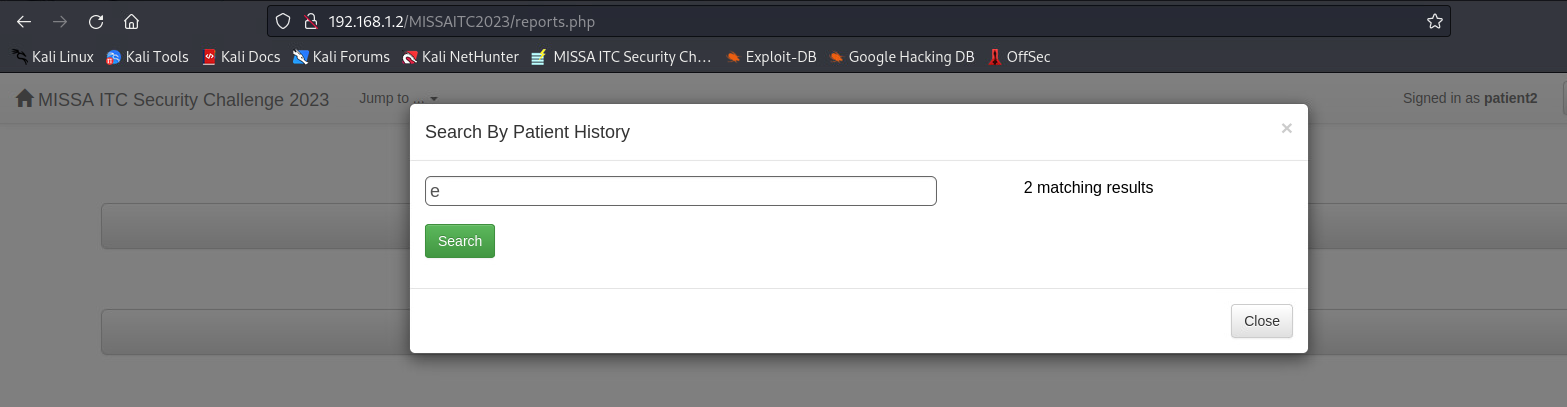 192.168.1.2/MISSAITC2023/reports.php
Kali Linux Kali Tools Kali Docs Kali Forums Kali NetHunter MISSA ITC Security Ch... Exploit-DB Google Hacking DB OffSec
MISSA ITC Security Challenge 2023 Jump to ... Signed in as patient2
Search By Patient History ×
e 2 matching results
Search
Close